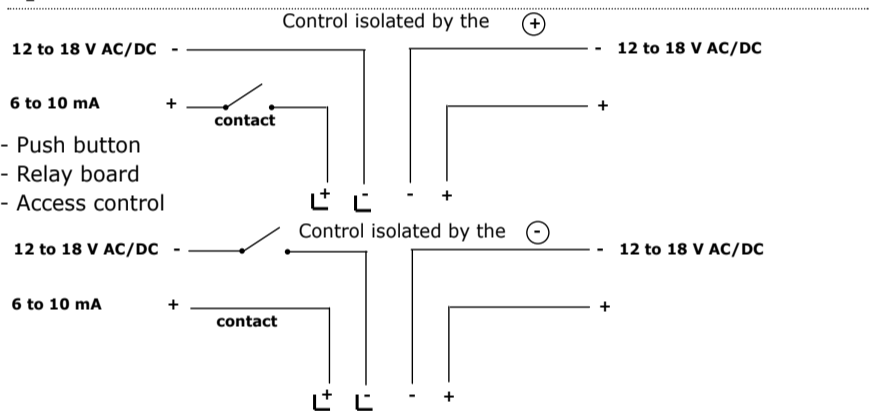 Control isolated by the +
12 to 18 V AC/DC - - 12 to 18 V AC/DC
6 to 10 mA + +
contact
- Push button
- Relay board
- Access control
L+ L- - +
Control isolated by the -
12 to 18 V AC/DC - - 12 to 18 V AC/DC
6 to 10 mA + +
contact
L+ L- - +